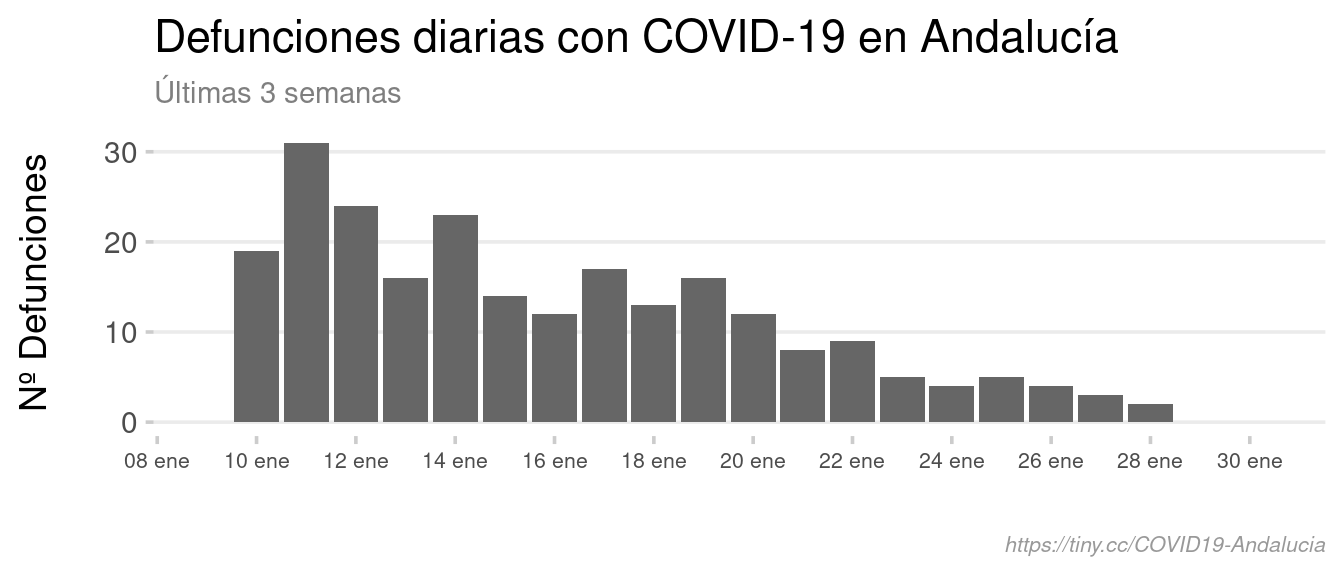 Defunciones diarias con COVID-19 en Andalucía
Últimas 3 semanas
Nº Defunciones
30
20
10
0
08 ene 10 ene 12 ene 14 ene 16 ene 18 ene 20 ene 22 ene 24 ene 26 ene 28 ene 30 ene
https://tiny.cc/COVID19-Andalucia